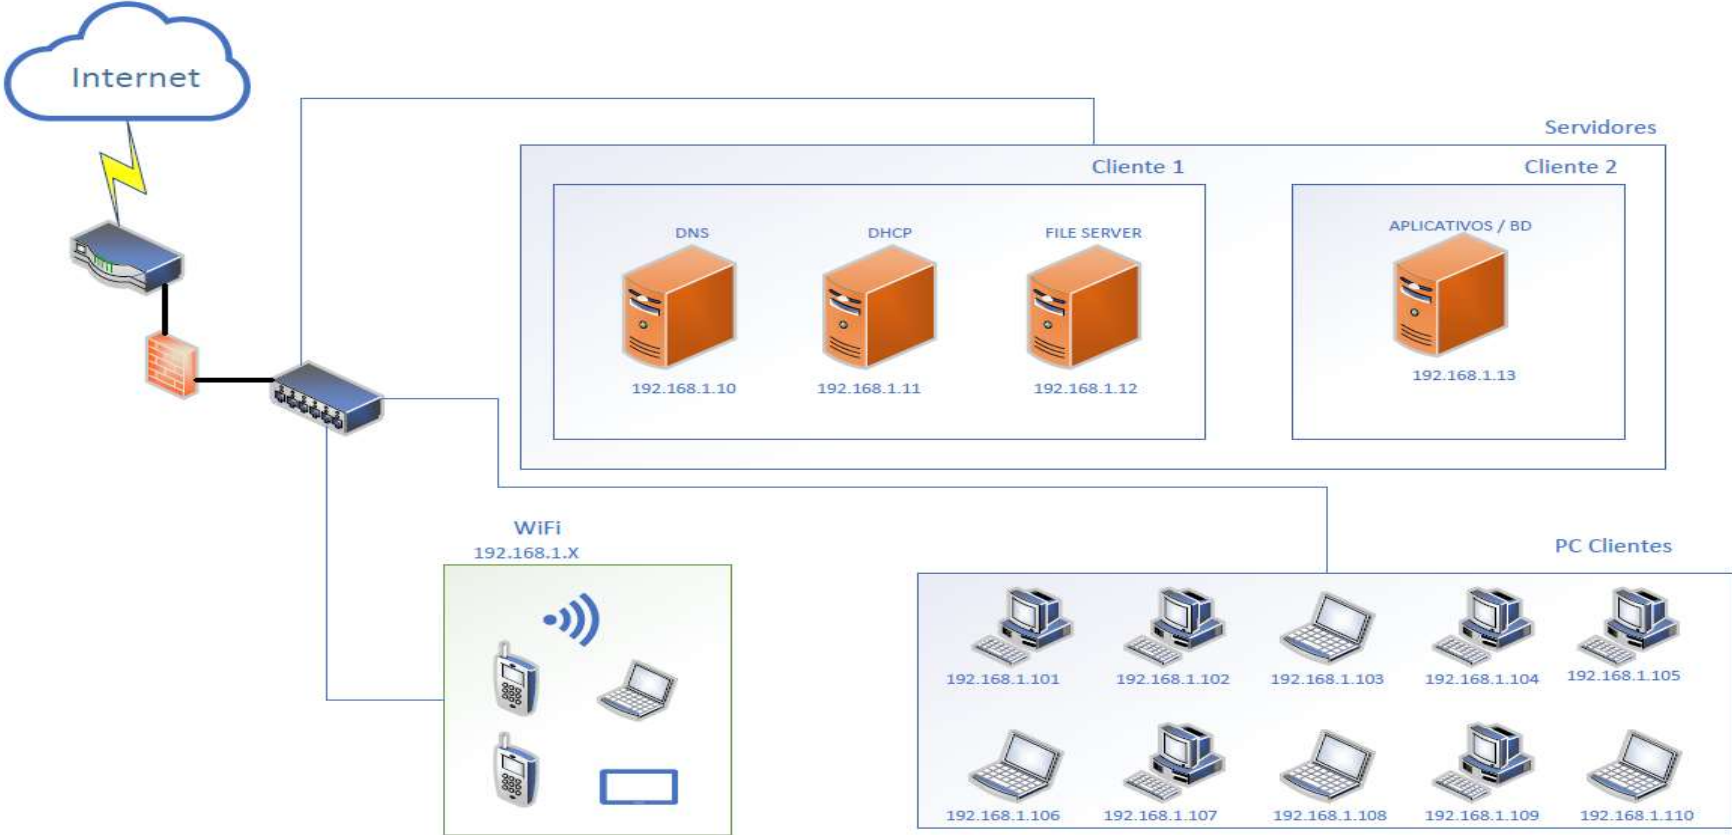 Internet
Servidores
Cliente 1
Cliente 2
DNS
DHCP
FILE SERVER
APLICATIVOS / BD
192.168.1.10
192.168.1.11
192.168.1.12
192.168.1.13
WiFi
192.168.1.X
PC Clientes
192.168.1.101
192.168.1.102
192.168.1.103
192.168.1.104
192.168.1.105
192.168.1.106
192.168.1.107
192.168.1.108
192.168.1.109
192.168.1.110